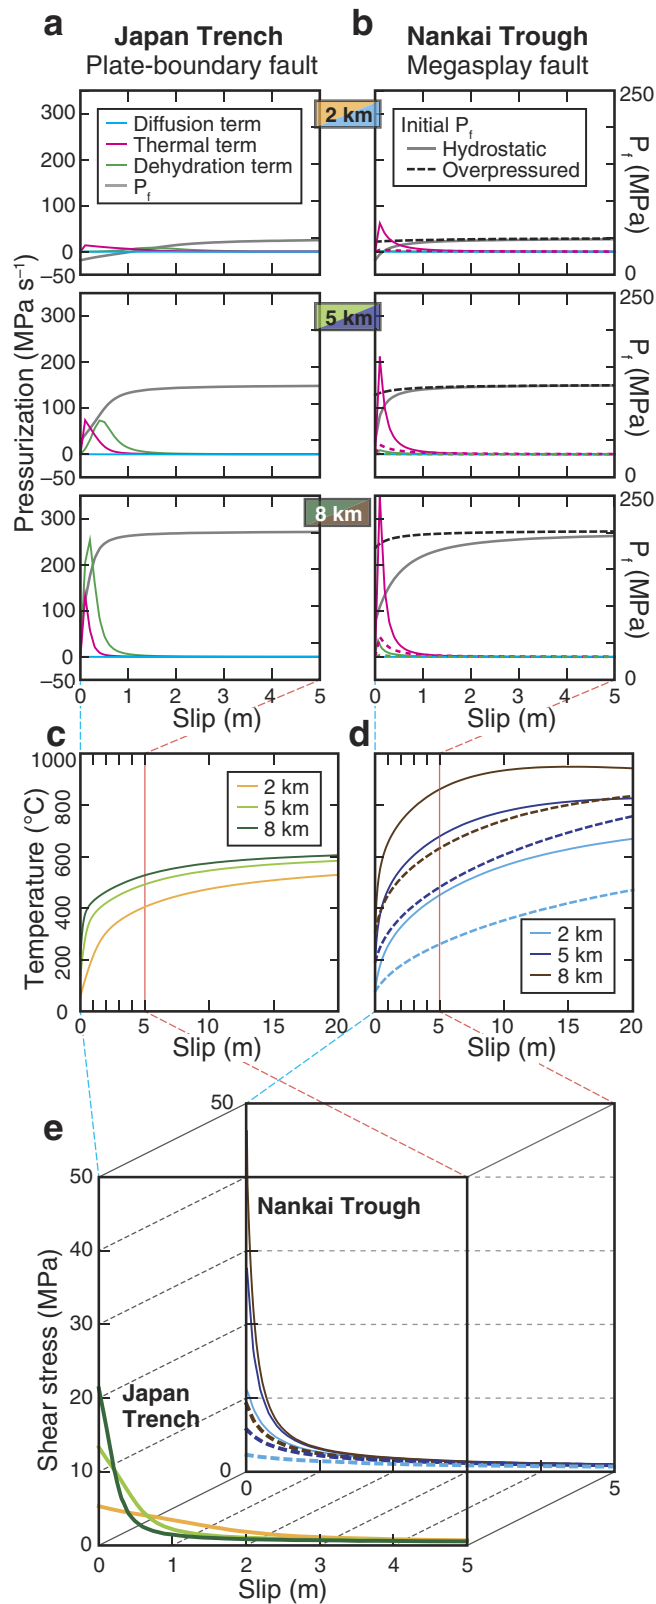 a
Japan Trench
Plate-boundary fault
b
Nankai Trough
Megasplay fault
Pressurization (MPa s⁻¹)
300
200
100
0
−50
Diffusion term
Thermal term
Dehydration term
Pf
2 km
Initial Pf
Hydrostatic
Overpressured
250
Pf (MPa)
0
300
200
100
0
−50
5 km
250
Pf (MPa)
0
300
200
100
0
−50
8 km
250
Pf (MPa)
0
0 1 2 3 4 5
Slip (m)
0 1 2 3 4 5
Slip (m)
c
Temperature (°C)
1000
800
600
400
200
0
2 km
5 km
8 km
0 5 10 15 20
Slip (m)
d
2 km
5 km
8 km
0 5 10 15 20
Slip (m)
e
50
Nankai Trough
0
0
5
Shear stress (MPa)
50
40
30
20
10
0
Japan
Trench
0 1 2 3 4 5
Slip (m)